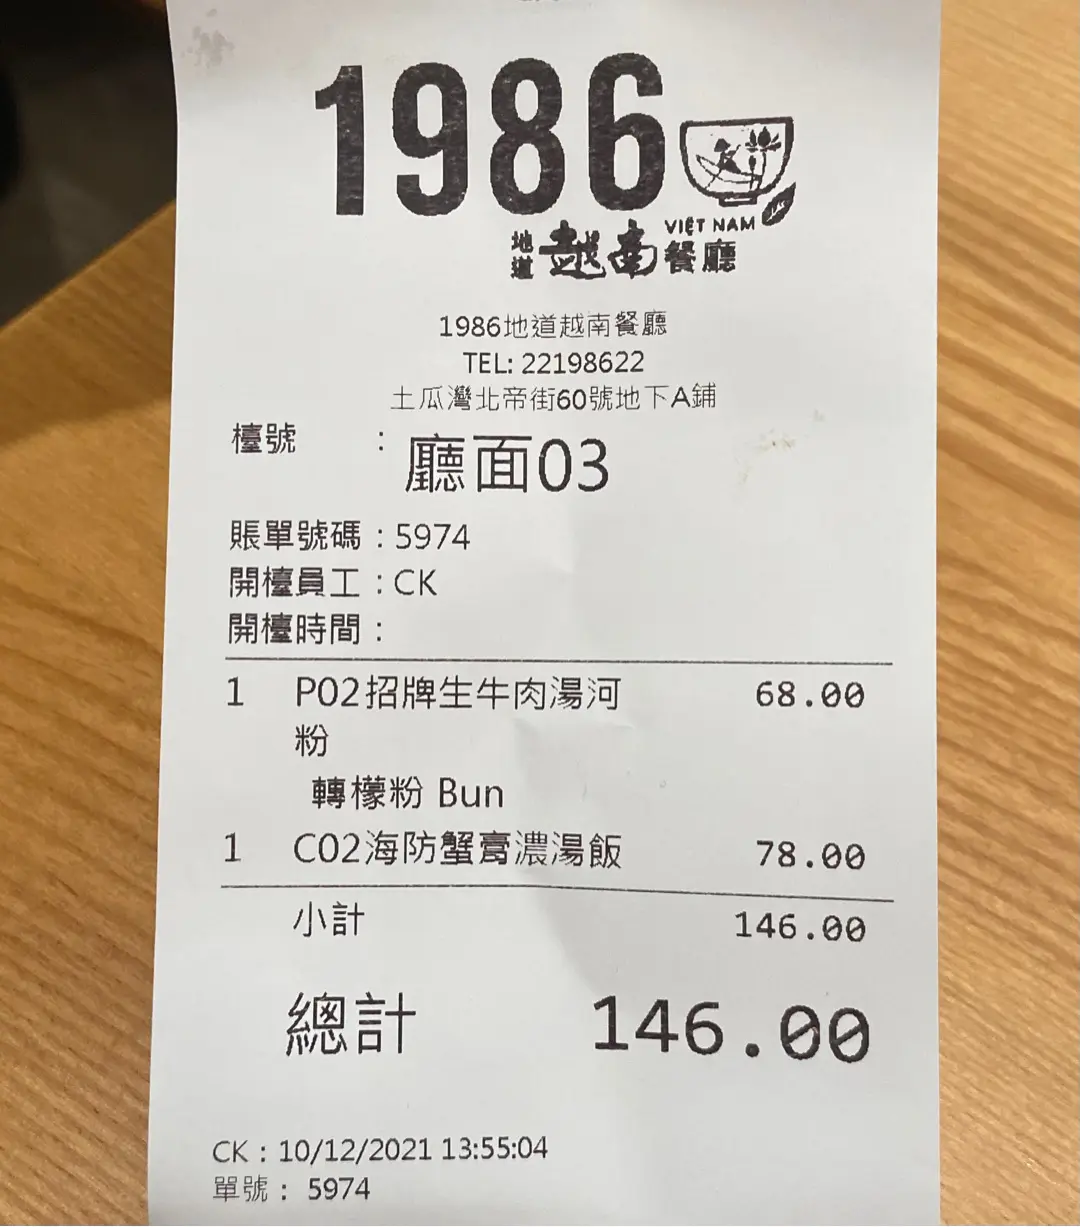 1986
VIỆT NAM
地道越南餐廳
1986地道越南餐廳
TEL: 22198622
土瓜灣北帝街60號地下A鋪
檯號 : 廳面03
賬單號碼 : 5974
開檯員工 : CK
開檯時間 :
1 P02招牌生牛肉湯河 68.00
粉
轉檬粉 Bun
1 C02海防蟹膏濃湯飯 78.00
小計 146.00
總計 146.00
CK : 10/12/2021 13:55:04
單號 : 5974